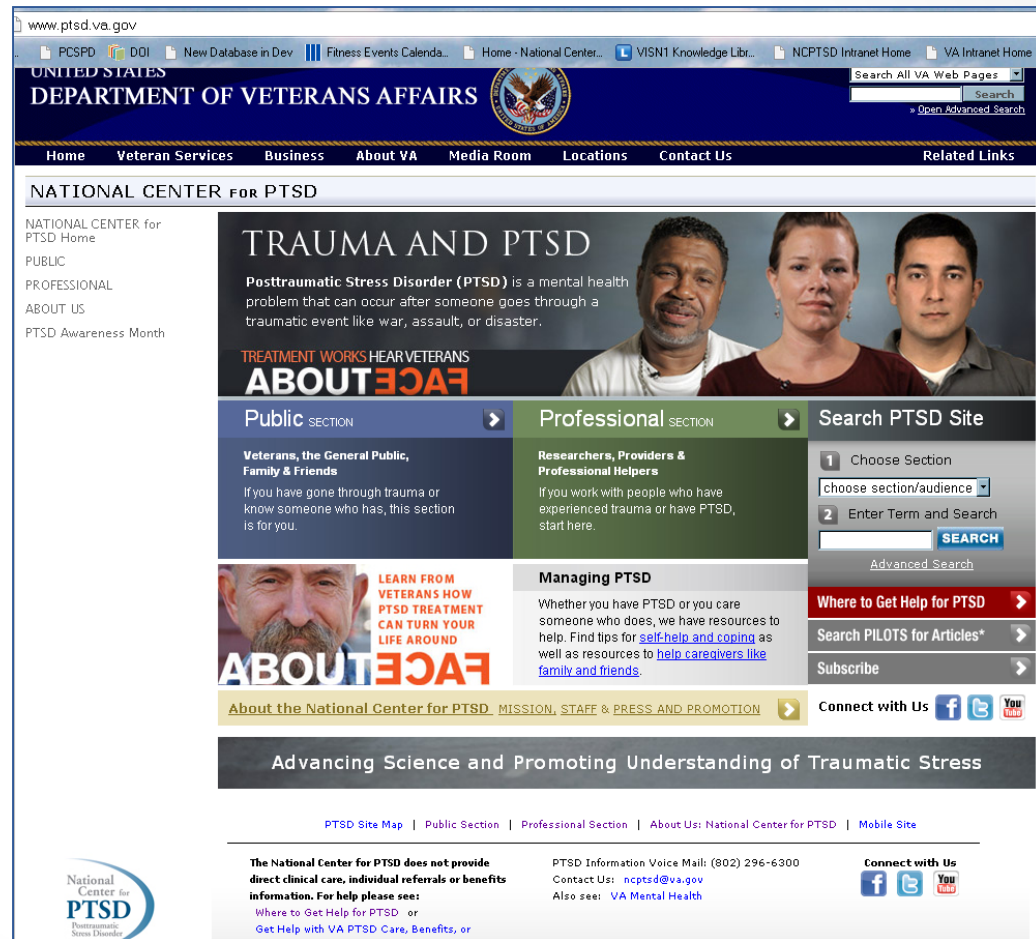 www.ptsd.va.gov
PCSPD DOI New Database in Dev Fitness Events Calenda... Home - National Center... VISN1 Knowledge Libr... NCPTSD Intranet Home VA Intranet Home
UNITED STATES
DEPARTMENT OF VETERANS AFFAIRS
Search All VA Web Pages
Search
» Open Advanced Search
Home Veteran Services Business About VA Media Room Locations Contact Us Related Links
NATIONAL CENTER FOR PTSD
NATIONAL CENTER for
PTSD Home
PUBLIC
PROFESSIONAL
ABOUT US
PTSD Awareness Month
TRAUMA AND PTSD
Posttraumatic Stress Disorder (PTSD) is a mental health
problem that can occur after someone goes through a
traumatic event like war, assault, or disaster.
TREATMENT WORKS HEAR VETERANS
ABOUT FACE
Public SECTION
Veterans, the General Public,
Family & Friends
If you have gone through trauma or
know someone who has, this section
is for you.
Professional SECTION
Researchers, Providers &
Professional Helpers
If you work with people who have
experienced trauma or have PTSD,
start here.
Search PTSD Site
1 Choose Section
choose section/audience
2 Enter Term and Search
SEARCH
Advanced Search
LEARN FROM
VETERANS HOW
PTSD TREATMENT
CAN TURN YOUR
LIFE AROUND
ABOUT FACE
Managing PTSD
Whether you have PTSD or you care
someone who does, we have resources to
help. Find tips for self-help and coping as
well as resources to help caregivers like
family and friends.
Where to Get Help for PTSD
Search PILOTS for Articles*
Subscribe
About the National Center for PTSD MISSION, STAFF & PRESS AND PROMOTION
Connect with Us You Tube
Advancing Science and Promoting Understanding of Traumatic Stress
PTSD Site Map | Public Section | Professional Section | About Us: National Center for PTSD | Mobile Site
National
Center for
PTSD
Posttraumatic
Stress Disorder
The National Center for PTSD does not provide
direct clinical care, individual referrals or benefits
information. For help please see:
Where to Get Help for PTSD or
Get Help with VA PTSD Care, Benefits, or
PTSD Information Voice Mail: (802) 296-6300
Contact Us: ncptsd@va.gov
Also see: VA Mental Health
Connect with Us
You Tube